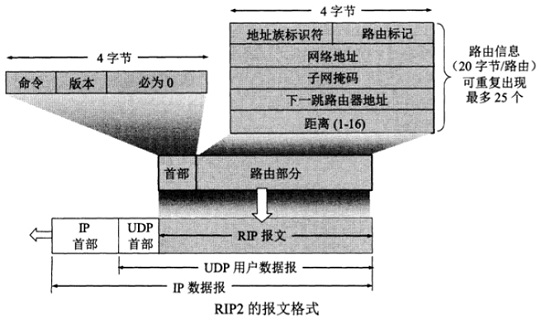 4 字节
命令 版本 必为 0
4 字节
地址族标识符 路由标记
网络地址
子网掩码
下一跳路由器地址
距离 (1-16)
路由信息
(20 字节/路由)
可重复出现
最多 25 个
首部 路由部分
IP
首部
UDP
首部
RIP 报文
UDP 用户数据报
IP 数据报
RIP2 的报文格式